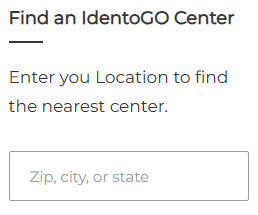 Find an IdentoGO Center
Enter you Location to find
the nearest center.
Zip, city, or state